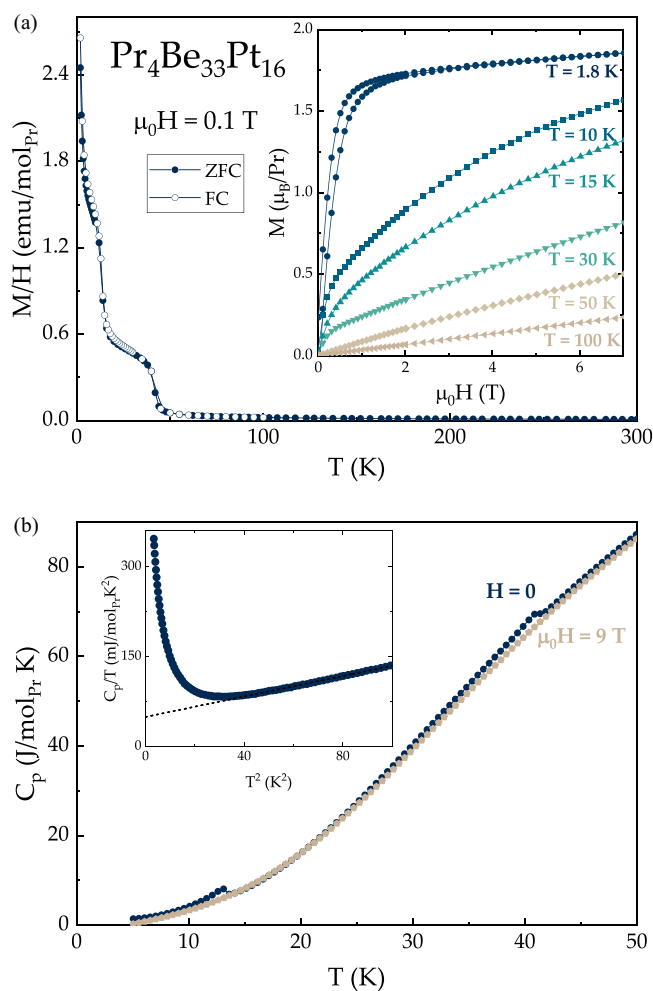 (a)
Pr4Be33Pt16
μ0H = 0.1 T
ZFC
FC
M/H (emu/molPr)
2.4
1.8
1.2
0.6
0.0
0
100
200
300
T (K)
M (μB/Pr)
2.0
1.5
1.0
0.5
0.0
0
2
4
6
μ0H (T)
T = 1.8 K
T = 10 K
T = 15 K
T = 30 K
T = 50 K
T = 100 K
(b)
Cp (J/molPr K)
80
60
40
20
0
0
10
20
30
40
50
T (K)
H = 0
μ0H = 9 T
Cp/T (mJ/molPrK2)
300
150
0
0
40
80
T2 (K2)